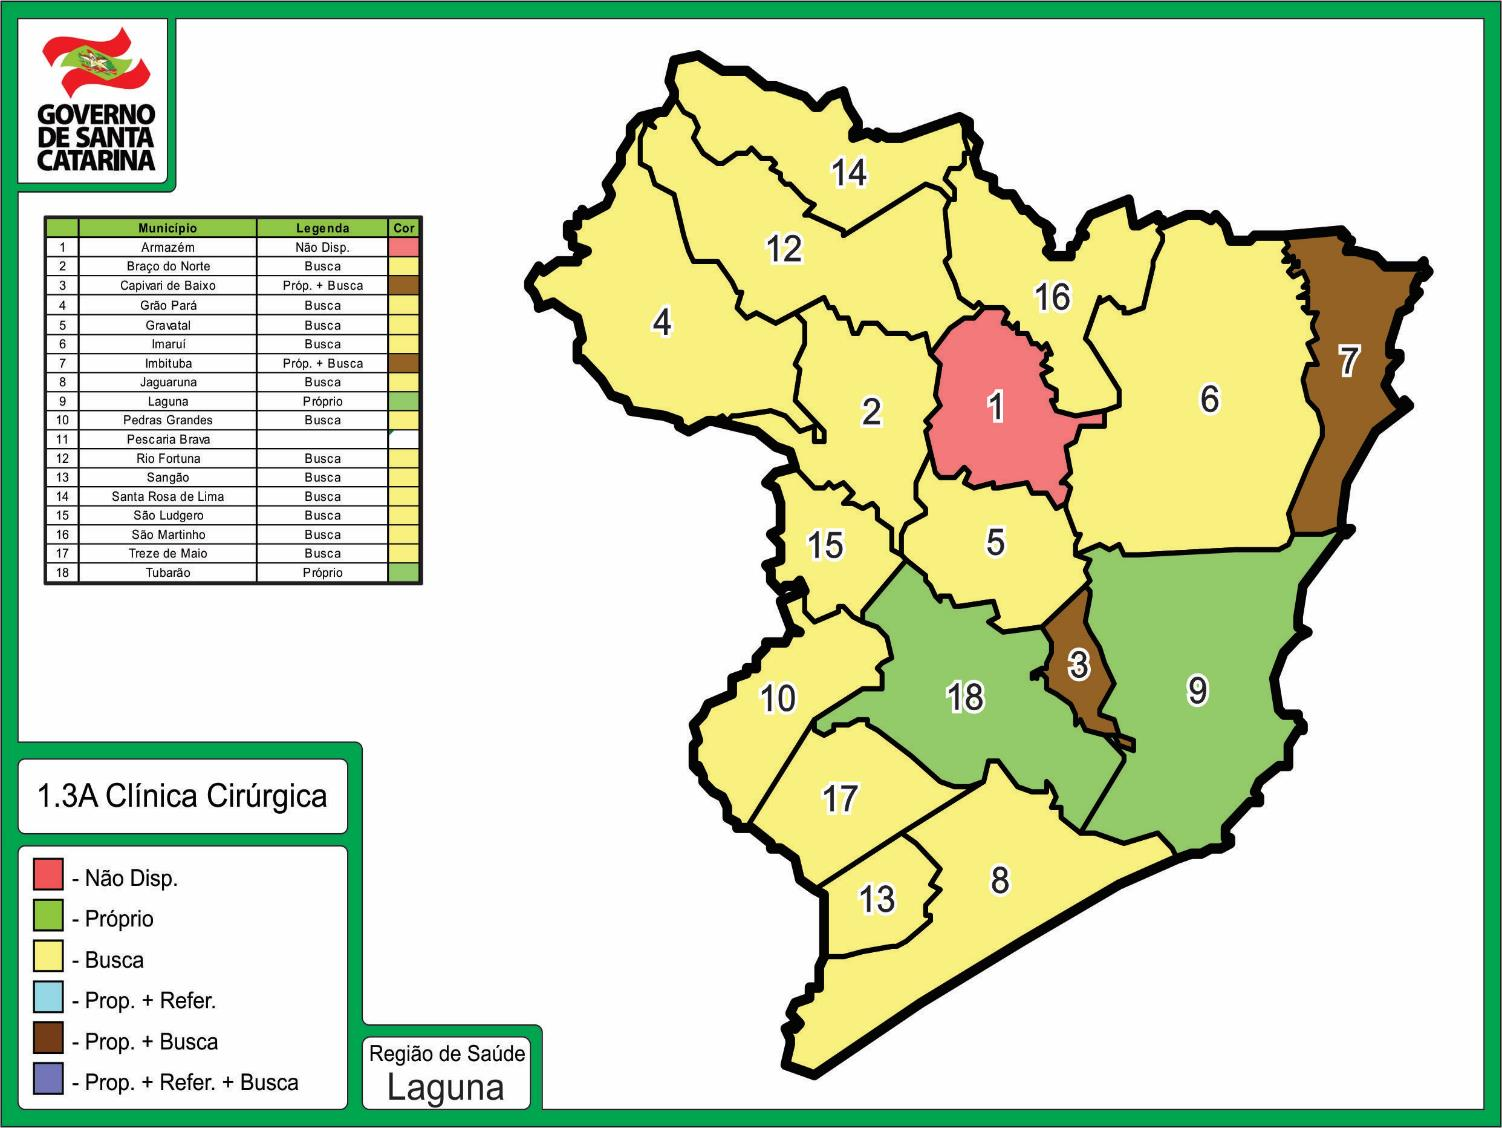 GOVERNO
DE SANTA
CATARINA
Município Legenda Cor
1 Armazém Não Disp.
2 Braço do Norte Busca
3 Capivari de Baixo Próp. + Busca
4 Grão Pará Busca
5 Gravatal Busca
6 Imaruí Busca
7 Imbituba Próp. + Busca
8 Jaguaruna Busca
9 Laguna Próprio
10 Pedras Grandes Busca
11 Pescaria Brava
12 Rio Fortuna Busca
13 Sangão Busca
14 Santa Rosa de Lima Busca
15 São Ludgero Busca
16 São Martinho Busca
17 Treze de Maio Busca
18 Tubarão Próprio
14
12
16
4
7
6
1
2
5
15
3
9
18
10
17
8
13
1.3A Clínica Cirúrgica
- Não Disp.
- Próprio
- Busca
- Prop. + Refer.
- Prop. + Busca
- Prop. + Refer. + Busca
Região de Saúde
Laguna